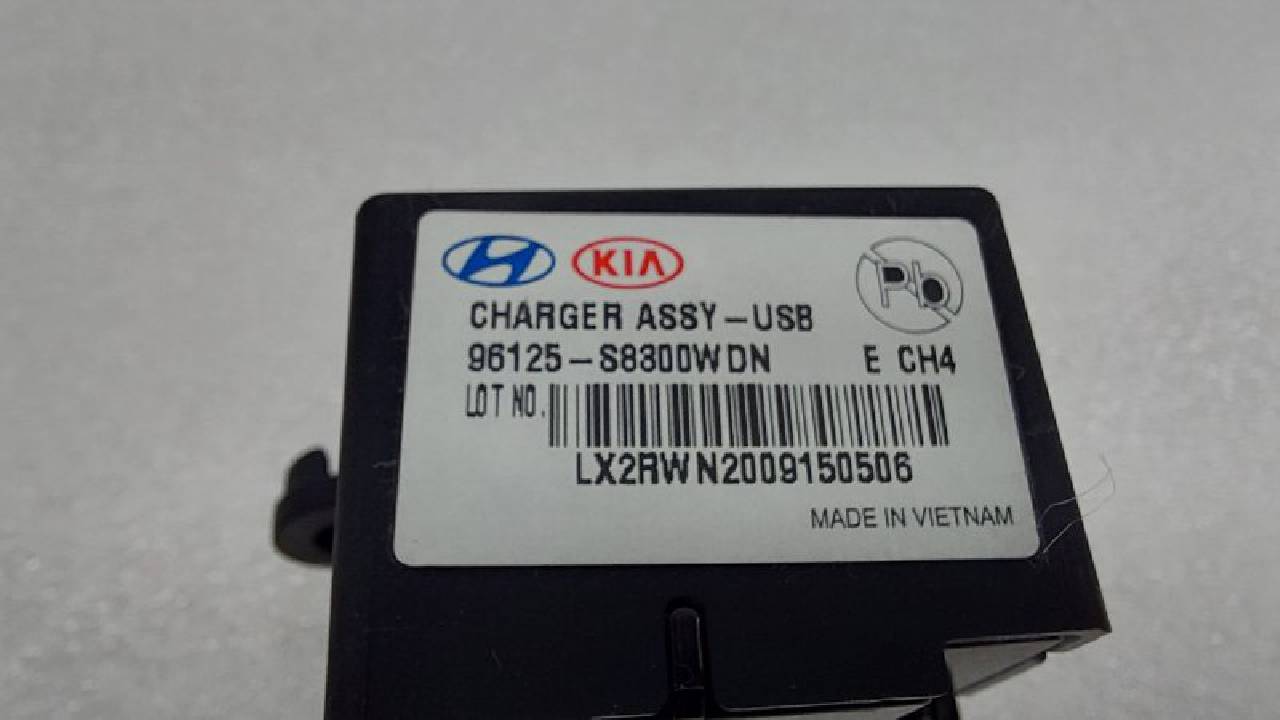 KIA
Pb
CHARGER ASSY-USB
96125-S8300WDN E CH4
LOT NO.
LX2RWN2009150506
MADE IN VIETNAM